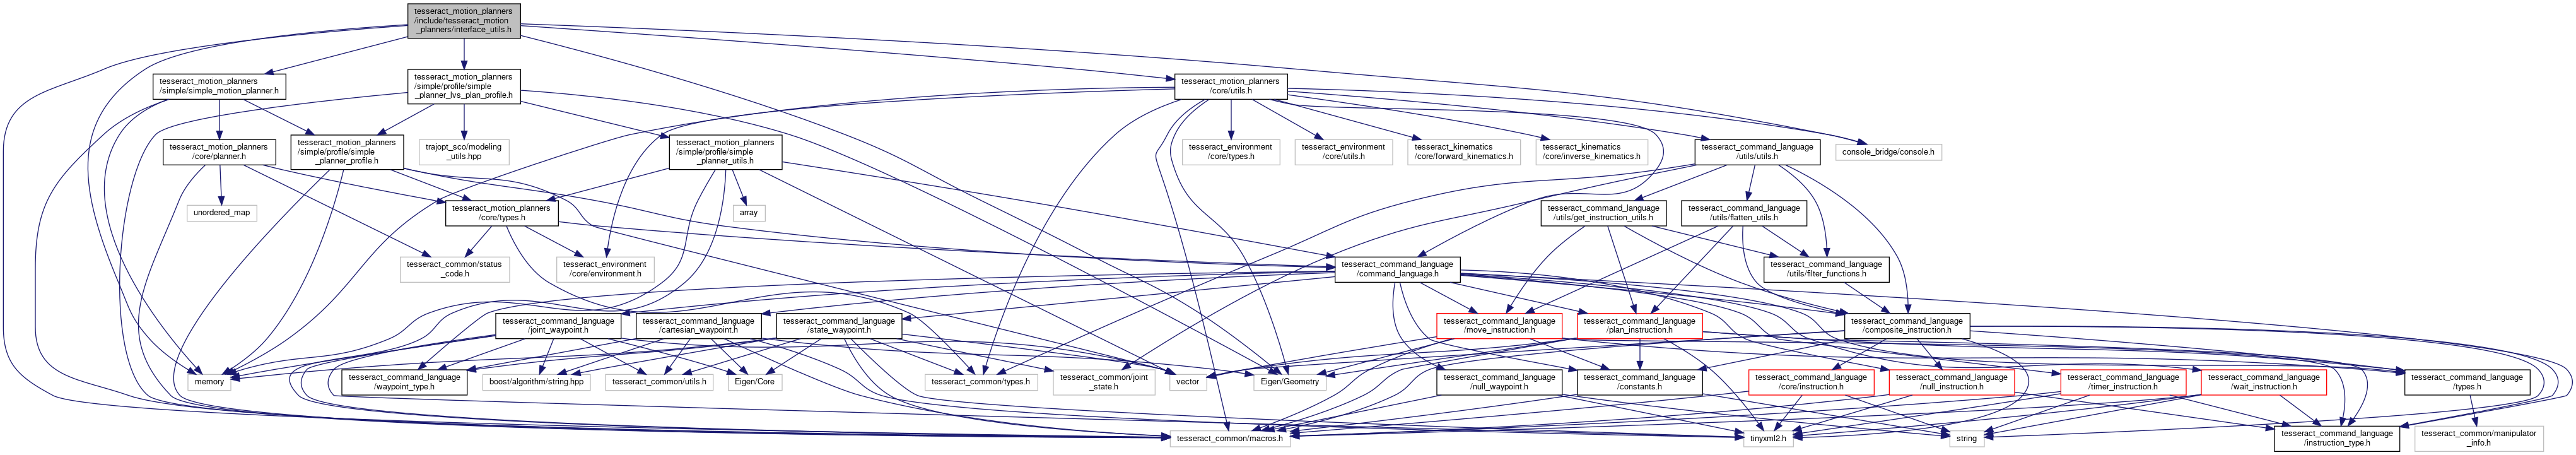 tesseract_motion_planners
/include/tesseract_motion
_planners/interface_utils.h
tesseract_motion_planners
/simple/simple_motion_planner.h
tesseract_motion_planners
/simple/profile/simple
_planner_lvs_plan_profile.h
tesseract_motion_planners
/core/utils.h
tesseract_motion_planners
/core/planner.h
tesseract_motion_planners
/simple/profile/simple
_planner_profile.h
trajopt_sco/modeling
_utils.hpp
tesseract_motion_planners
/simple/profile/simple
_planner_utils.h
tesseract_environment
/core/types.h
tesseract_environment
/core/utils.h
tesseract_kinematics
/core/forward_kinematics.h
tesseract_kinematics
/core/inverse_kinematics.h
tesseract_command_language
/utils/utils.h
console_bridge/console.h
unordered_map
tesseract_motion_planners
/core/types.h
array
tesseract_command_language
/utils/get_instruction_utils.h
tesseract_command_language
/utils/flatten_utils.h
tesseract_common/status
_code.h
tesseract_environment
/core/environment.h
tesseract_command_language
/command_language.h
tesseract_command_language
/utils/filter_functions.h
tesseract_command_language
/joint_waypoint.h
tesseract_command_language
/cartesian_waypoint.h
tesseract_command_language
/state_waypoint.h
tesseract_command_language
/move_instruction.h
tesseract_command_language
/plan_instruction.h
tesseract_command_language
/composite_instruction.h
memory
tesseract_command_language
/waypoint_type.h
boost/algorithm/string.hpp
tesseract_common/utils.h
Eigen/Core
tesseract_common/types.h
tesseract_common/joint
_state.h
vector
Eigen/Geometry
tesseract_command_language
/null_waypoint.h
tesseract_command_language
/constants.h
tesseract_command_language
/core/instruction.h
tesseract_command_language
/null_instruction.h
tesseract_command_language
/timer_instruction.h
tesseract_command_language
/wait_instruction.h
tesseract_command_language
/types.h
tesseract_common/macros.h
tinyxml2.h
string
tesseract_command_language
/instruction_type.h
tesseract_common/manipulator
_info.h